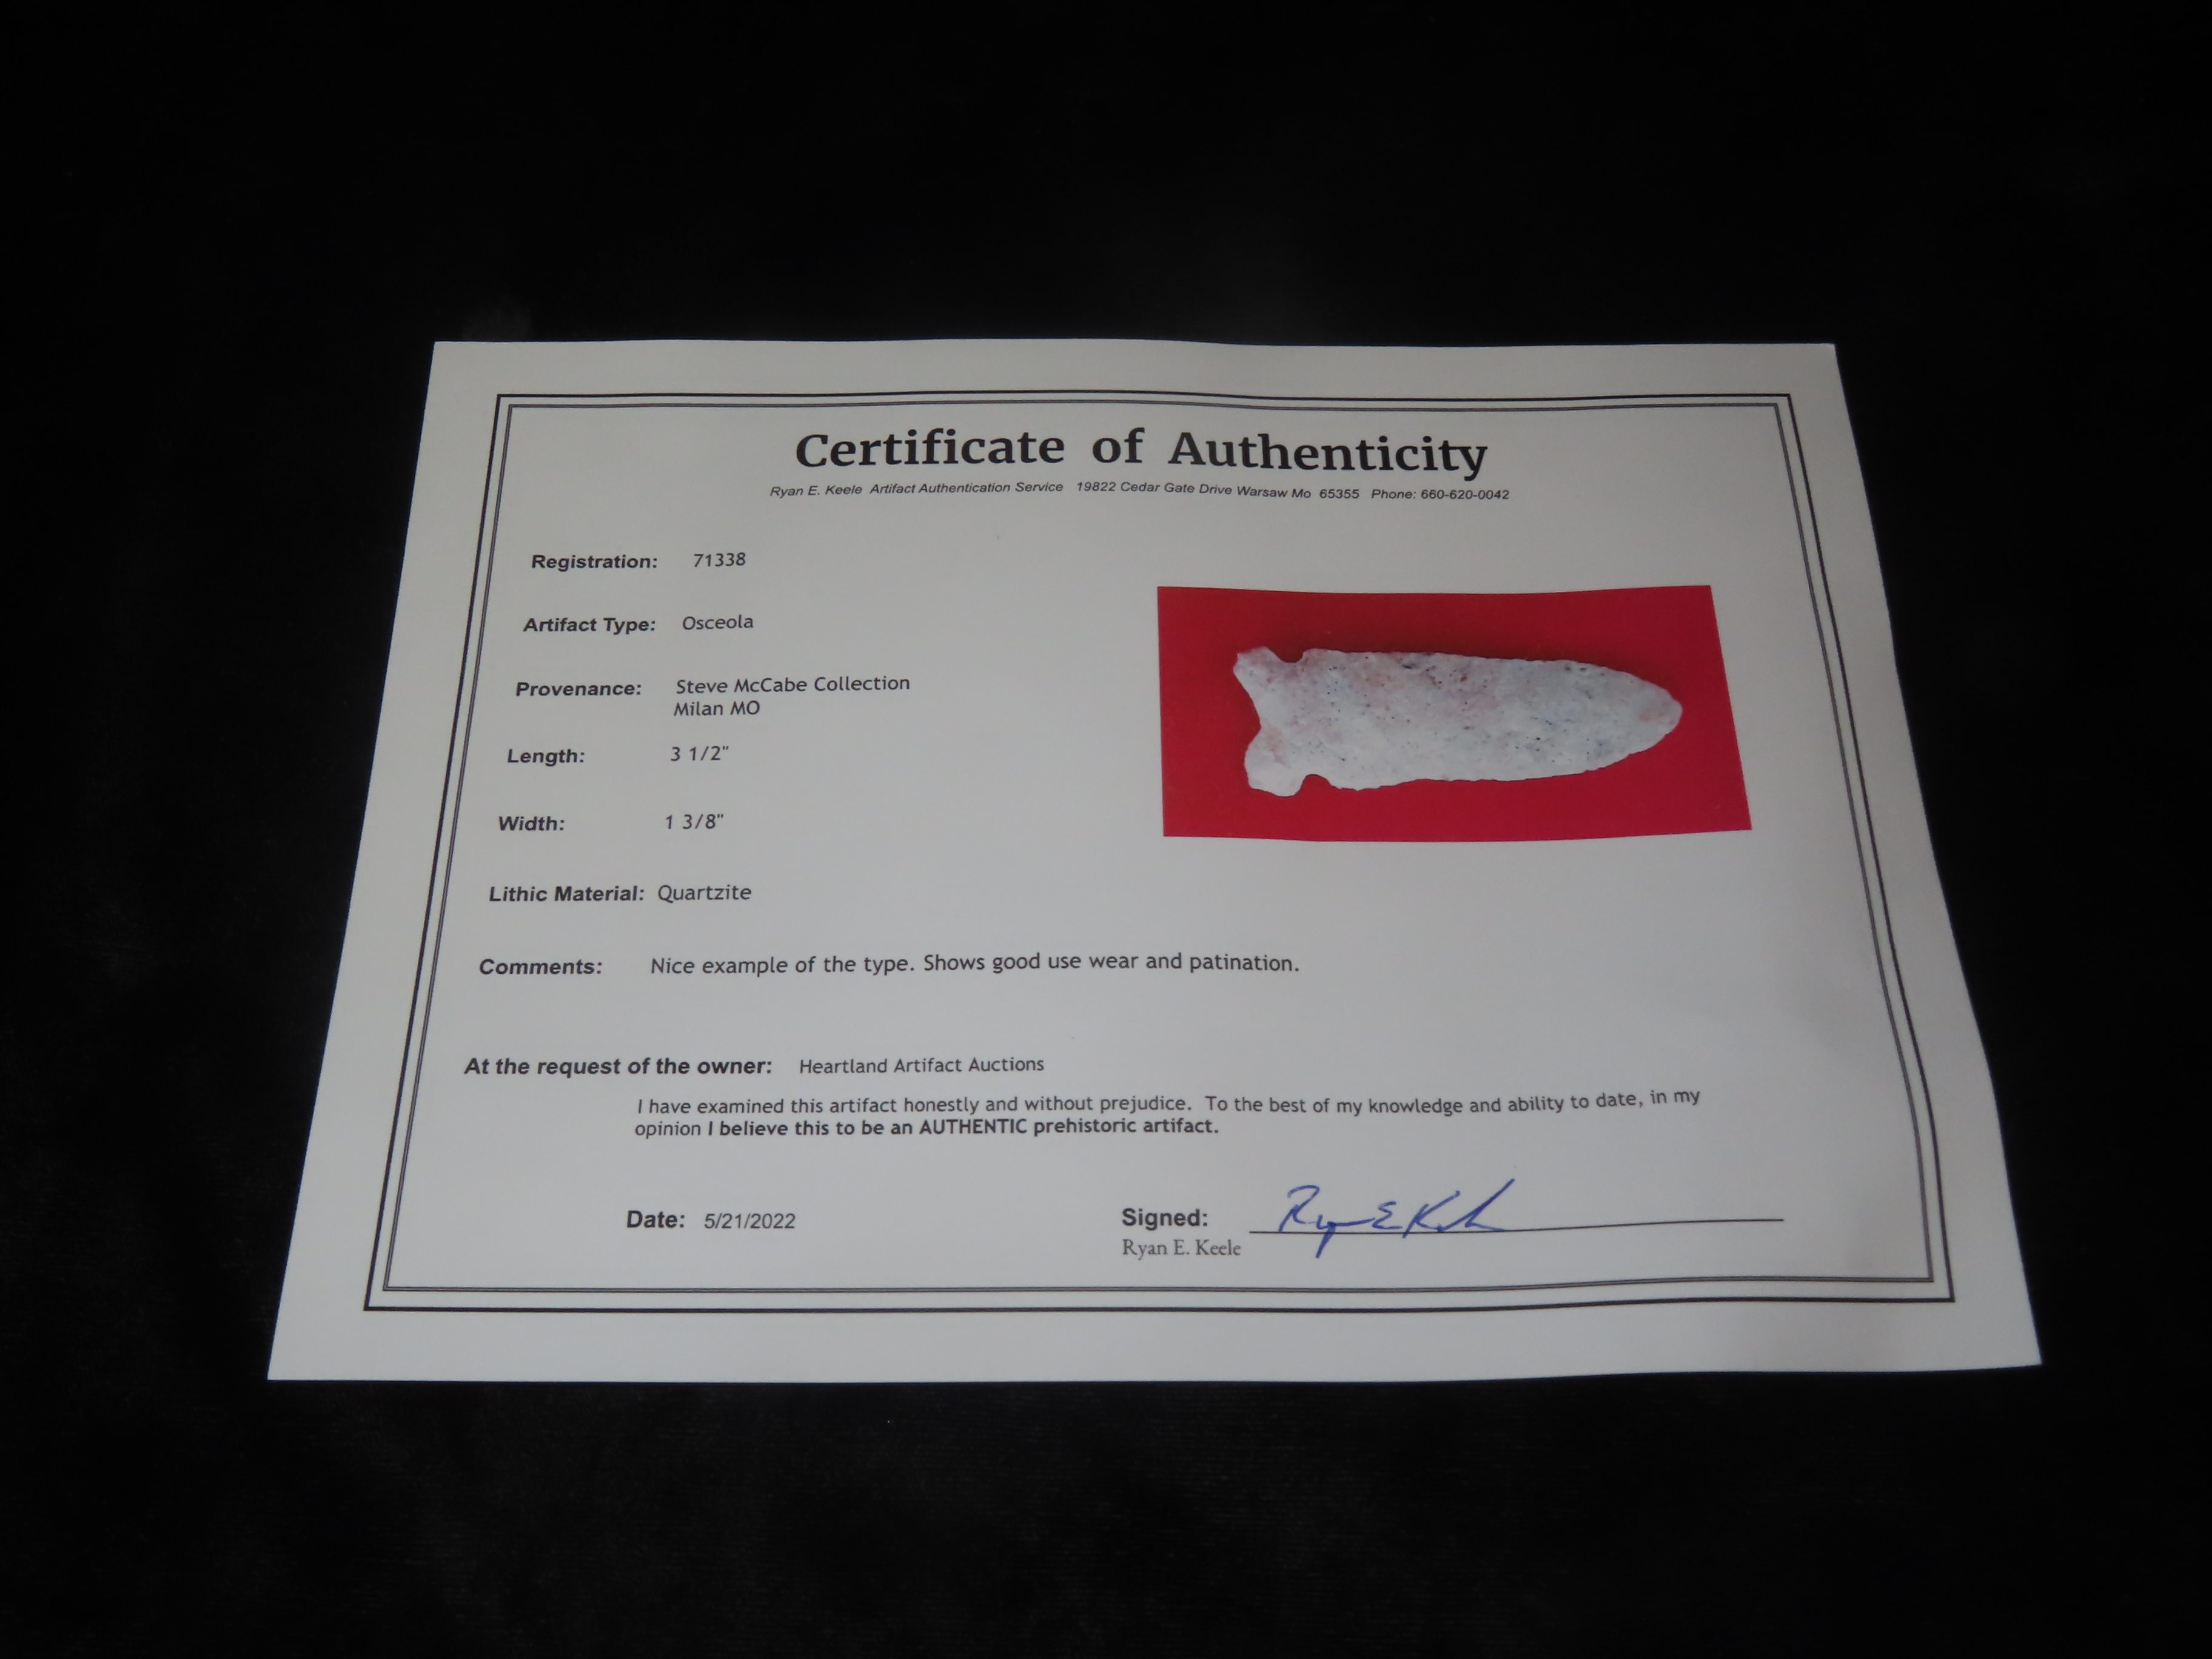 Certificate of Authenticity
Ryan E. Keele Artifact Authentication Service 19822 Cedar Gate Drive Warsaw Mo 65355 Phone: 660-620-0042
Registration: 71338
Artifact Type: Osceola
Provenance: Steve McCabe Collection
Milan MO
Length: 3 1/2"
Width: 1 3/8"
Lithic Material: Quartzite
Comments: Nice example of the type. Shows good use wear and patination.
At the request of the owner: Heartland Artifact Auctions
I have examined this artifact honestly and without prejudice. To the best of my knowledge and ability to date, in my
opinion I believe this to be an AUTHENTIC prehistoric artifact.
Date: 5/21/2022
Signed: Ryan E Keele
Ryan E. Keele